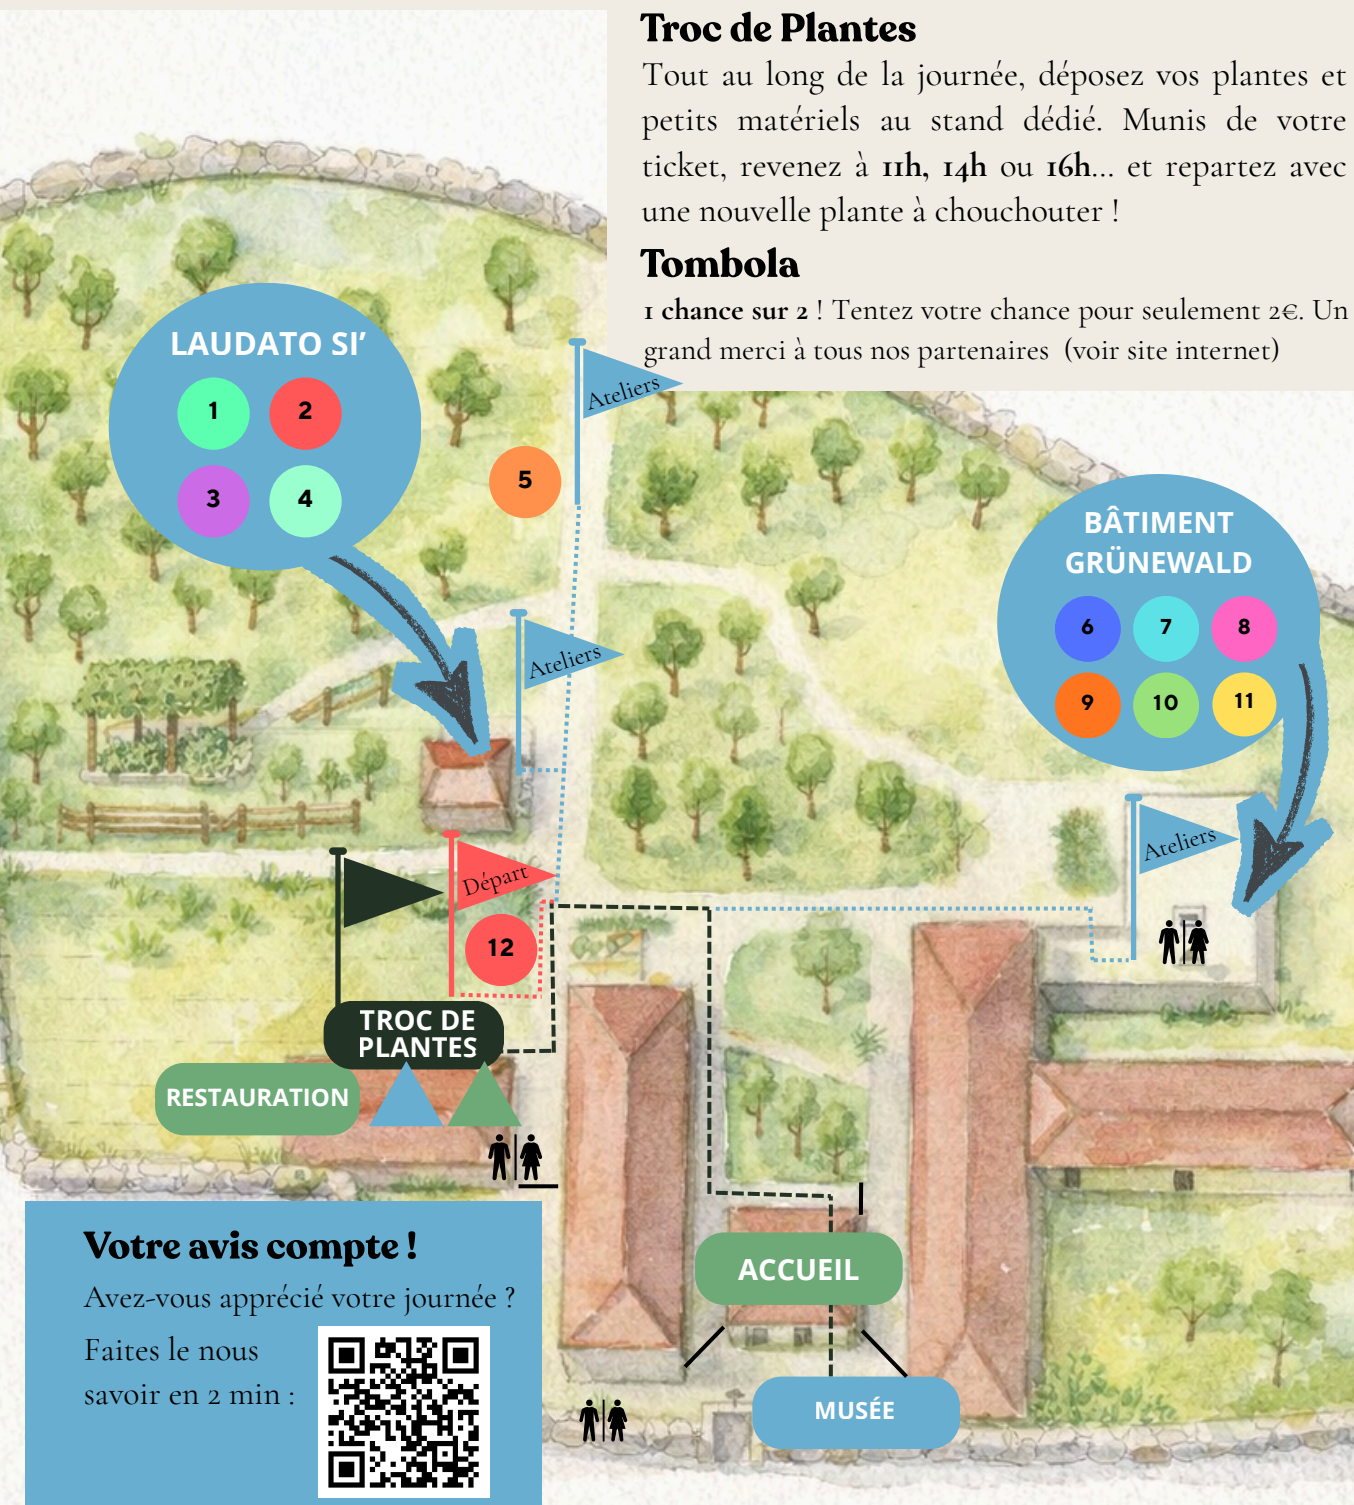 Troc de Plantes
Tout au long de la journée, déposez vos plantes et
petits matériels au stand dédié. Munis de votre
ticket, revenez à 11h, 14h ou 16h... et repartez avec
une nouvelle plante à chouchouter !
Tombola
1 chance sur 2 ! Tentez votre chance pour seulement 2€. Un
grand merci à tous nos partenaires (voir site internet)
LAUDATO SI’
1 2
3 4
Ateliers
5
BÂTIMENT
GRÜNEWALD
6 7 8
9 10 11
Ateliers
Ateliers
Départ
12
TROC DE
PLANTES
RESTAURATION
ACCUEIL
MUSÉE
Votre avis compte !
Avez-vous apprécié votre journée ?
Faites le nous
savoir en 2 min :